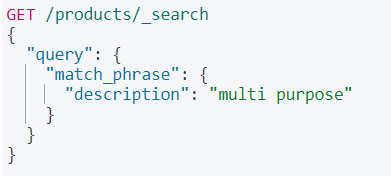 GET /products/_search
{
  "query": {
    "match_phrase": {
      "description": "multi purpose"
    }
  }
}